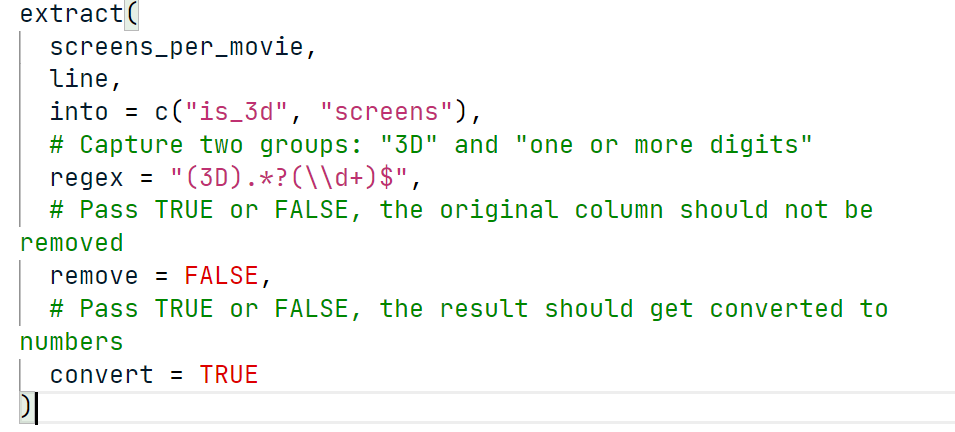 extract(
  screens_per_movie,
  line,
  into = c("is_3d", "screens"),
  # Capture two groups: "3D" and "one or more digits"
  regex = "(3D).*?(\\d+)$",
  # Pass TRUE or FALSE, the original column should not be
removed
  remove = FALSE,
  # Pass TRUE or FALSE, the result should get converted to
numbers
  convert = TRUE
)